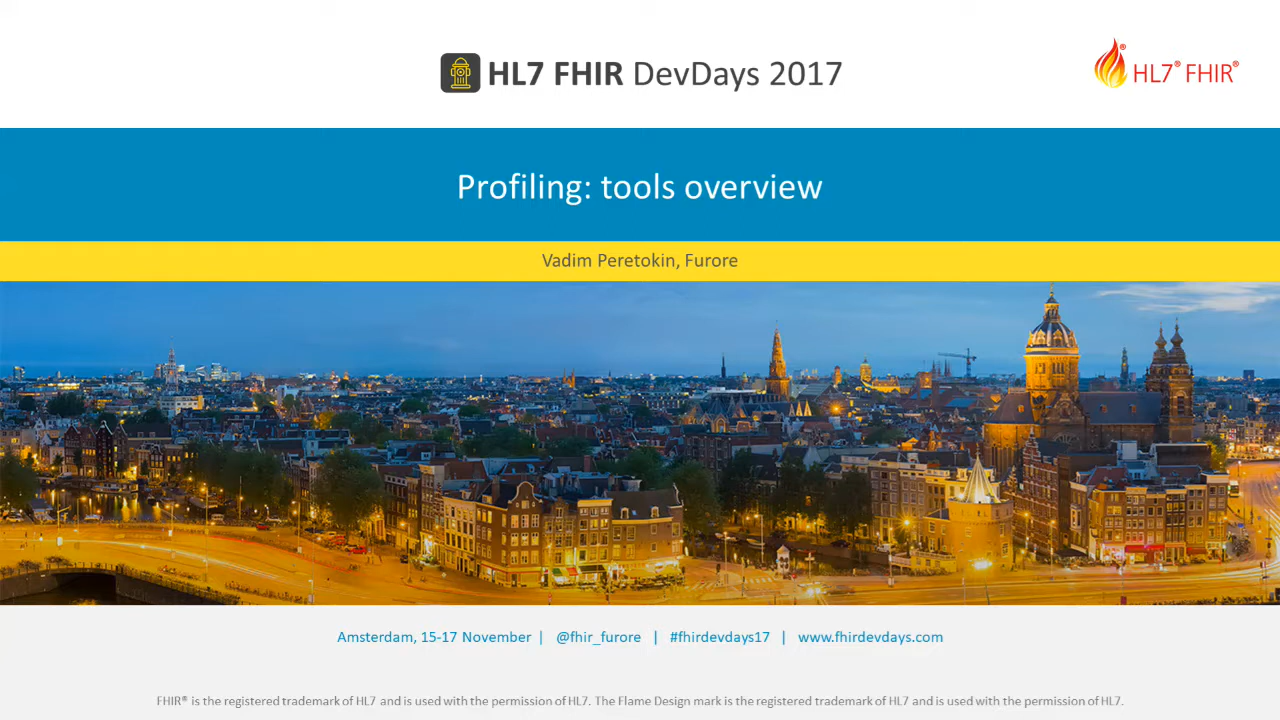 HL7 FHIR DevDays 2017
HL7® FHIR®
Profiling: tools overview
Vadim Peretokin, Furore
Amsterdam, 15-17 November | @fhir_furore | #fhirdevdays17 | www.fhirdevdays.com
FHIR® is the registered trademark of HL7 and is used with the permission of HL7. The Flame Design mark is the registered trademark of HL7 and is used with the permission of HL7.